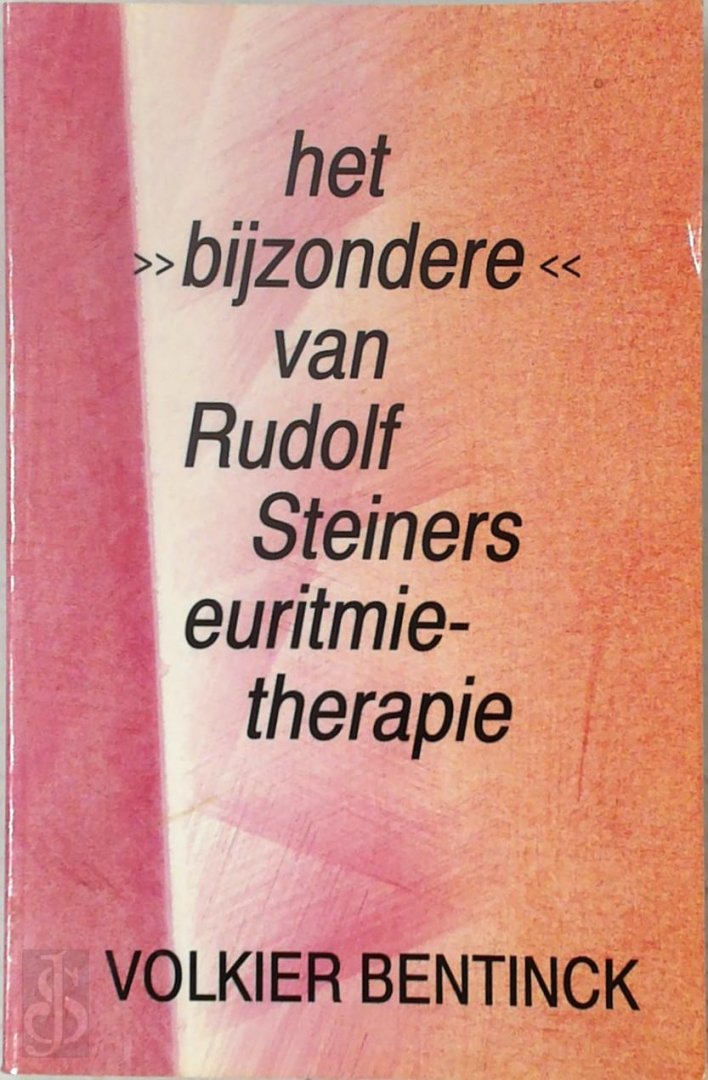 het
>>bijzondere<<
van
Rudolf
Steiners
euritmie-
therapie
VOLKIER BENTINCK